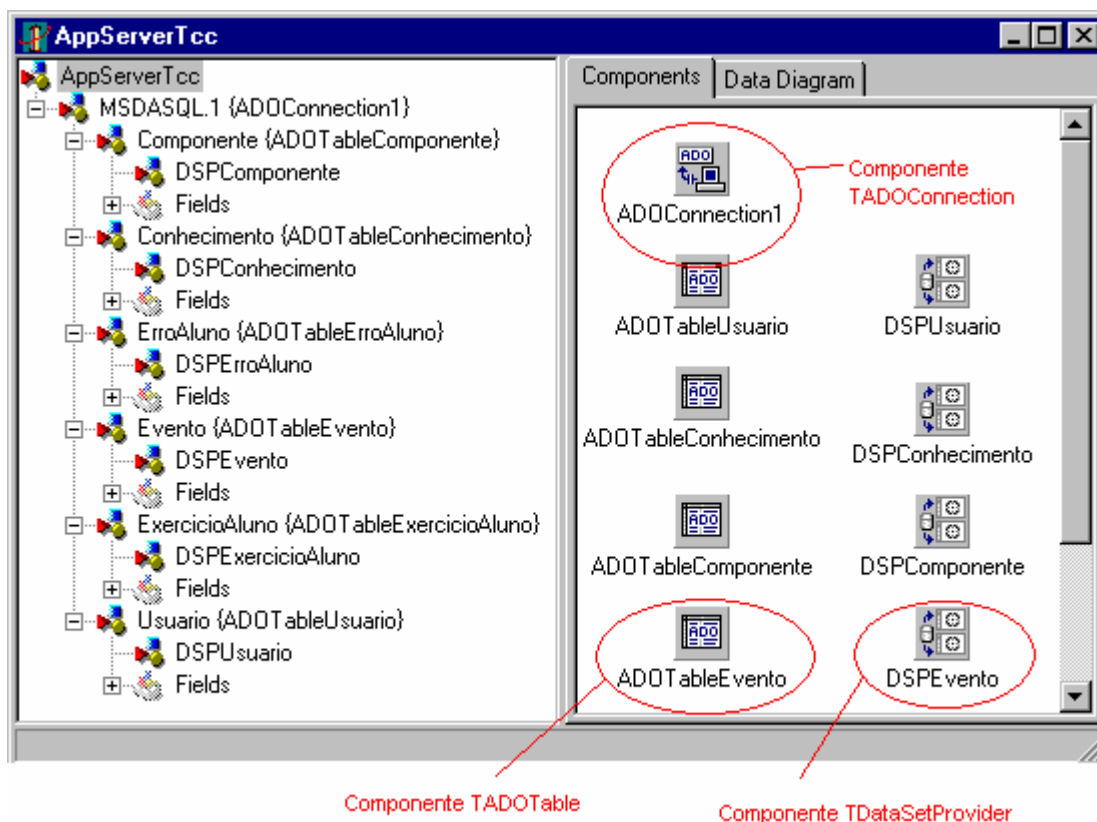 AppServerTcc
AppServerTcc
MSDASQL.1 {ADOConnection1}
Componente {ADOTableComponente}
DSPComponente
Fields
Conhecimento {ADOTableConhecimento}
DSPConhecimento
Fields
ErroAluno {ADOTableErroAluno}
DSPErroAluno
Fields
Evento {ADOTableEvento}
DSPEvento
Fields
ExercicioAluno {ADOTableExercicioAluno}
DSPExercicioAluno
Fields
Usuario {ADOTableUsuario}
DSPUsuario
Fields
Components
Data Diagram
ADO
ADOConnection1
Componente
TADOConnection
ADO
ADOTableUsuario
DSPUsuario
ADO
ADOTableConhecimento
DSPConhecimento
ADO
ADOTableComponente
DSPComponente
ADO
ADOTableEvento
DSPEvento
Componente TADOTable
Componente TDataSetProvider